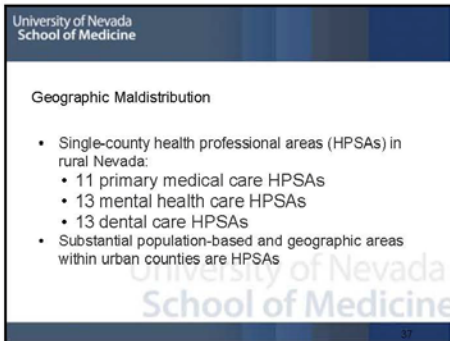 University of Nevada
School of Medicine
Geographic Maldistribution
• Single-county health professional areas (HPSAs) in
rural Nevada:
• 11 primary medical care HPSAs
• 13 mental health care HPSAs
• 13 dental care HPSAs
• Substantial population-based and geographic areas
within urban counties are HPSAs
University of Nevada
School of Medicine
37